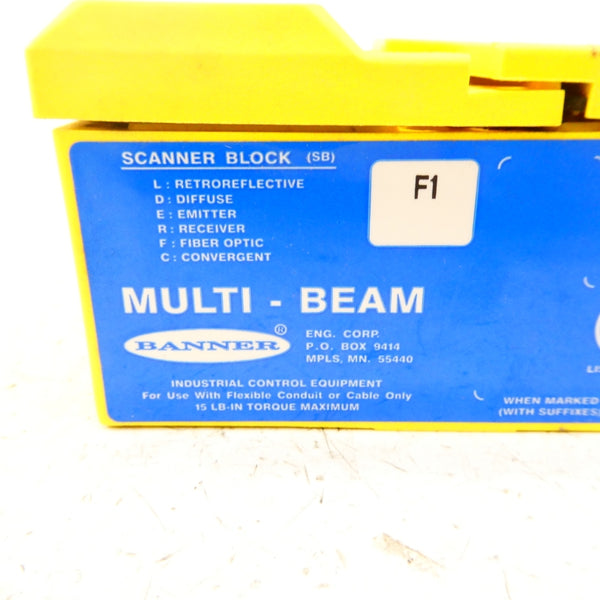 SCANNER BLOCK (SB)
L : RETROREFLECTIVE
D : DIFFUSE
E : EMITTER
R : RECEIVER
F : FIBER OPTIC
C : CONVERGENT
F1
MULTI - BEAM
BANNER®
ENG. CORP.
P.O. BOX 9414
MPLS, MN. 55440
INDUSTRIAL CONTROL EQUIPMENT
For Use With Flexible Conduit or Cable Only
15 LB-IN TORQUE MAXIMUM
WHEN MARKED
(WITH SUFFIXES)